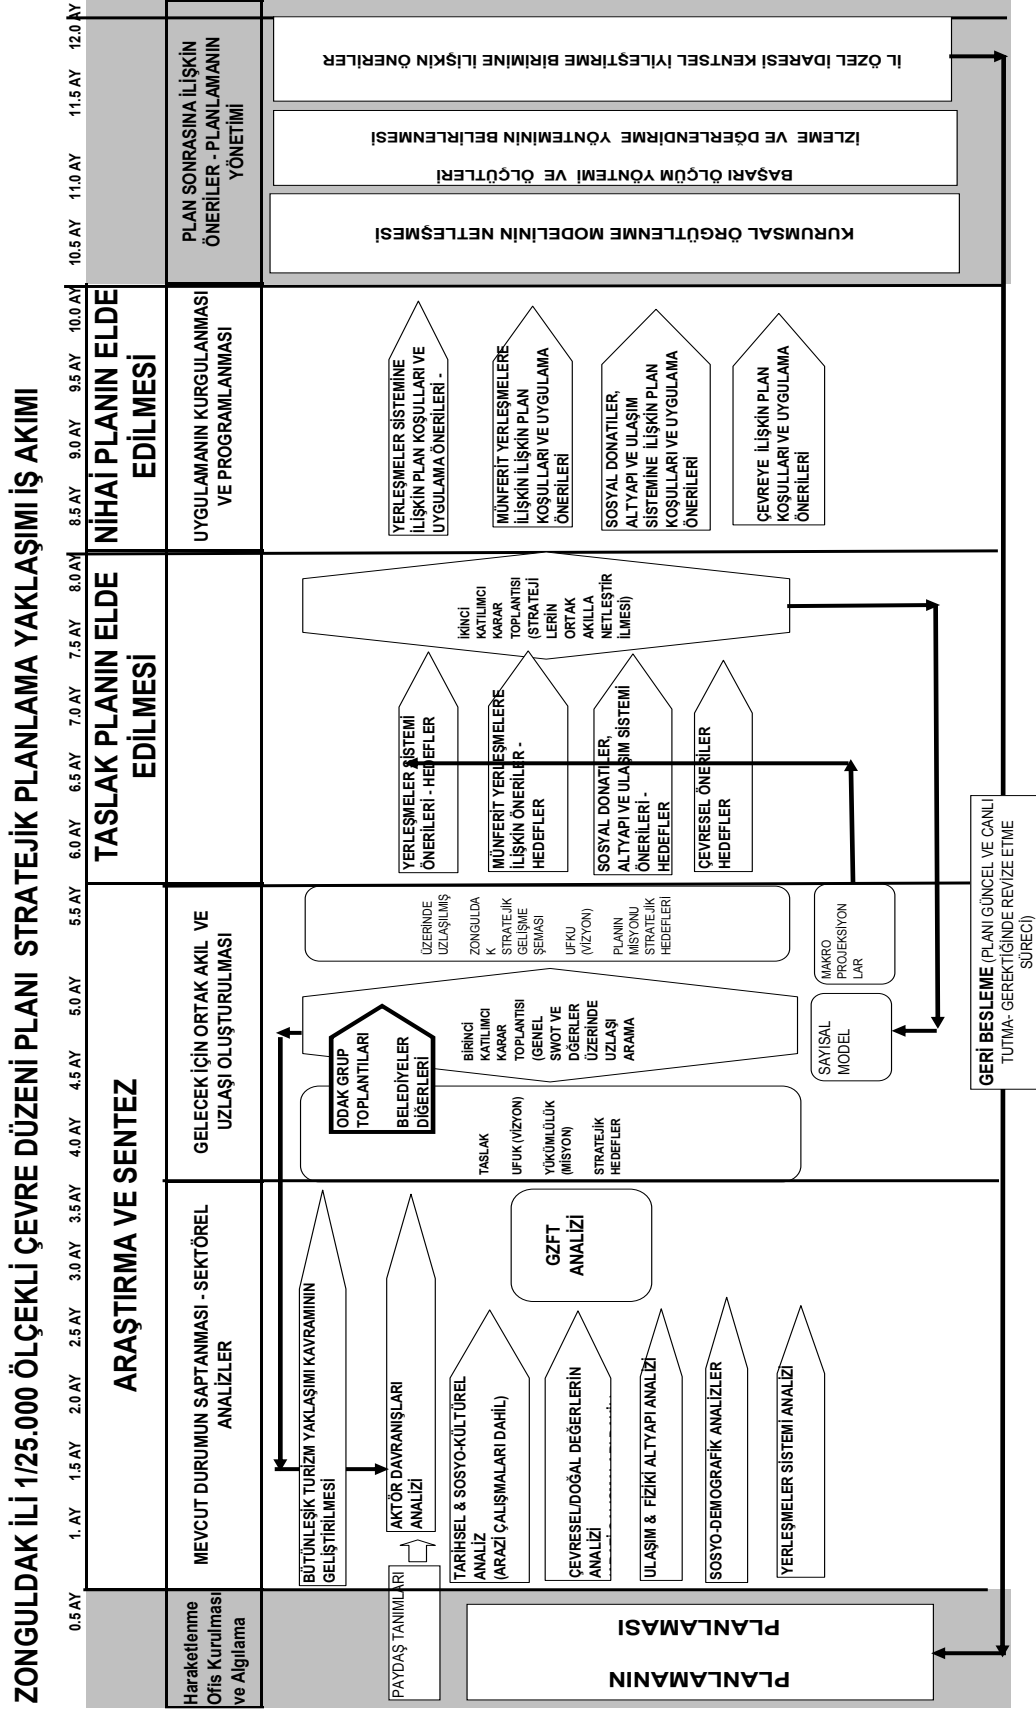 ZONGULDAK İLİ 1/25.000 ÖLÇEKLİ ÇEVRE DÜZENİ PLANI STRATEJİK PLANLAMA YAKLAŞIMI İŞ AKIMI
0.5 AY
1. AY
1.5 AY
2.0 AY
2.5 AY
3.0 AY
3.5 AY
4.0 AY
4.5 AY
5.0 AY
5.5 AY
6.0 AY
6.5 AY
7.0 AY
7.5 AY
8.0 AY
8.5 AY
9.0 AY
9.5 AY
10.0 AY
10.5 AY
11.0 AY
11.5 AY
12.0 AY
ARAŞTIRMA VE SENTEZ
TASLAK PLANIN ELDE
EDİLMESİ
NİHAİ PLANIN ELDE
EDİLMESİ
Haraketlenme
Ofis Kurulması
ve Algılama
MEVCUT DURUMUN SAPTANMASI - SEKTÖREL
ANALİZLER
GELECEK İÇİN ORTAK AKIL VE
UZLAŞI OLUŞTURULMASI
UYGULAMANIN KURGULANMASI
VE PROGRAMLANMASI
PLAN SONRASINA İLİŞKİN
ÖNERİLER - PLANLAMANIN
YÖNETİMİ
PAYDAŞ TANIMLARI
PLANLAMANIN
PLANLAMASI
BÜTÜNLEŞİK TURİZM YAKLAŞIMI KAVRAMININ
GELİŞTİRİLMESİ
AKTÖR DAVRANIŞLARI
ANALİZİ
TARİHSEL & SOSYO-KÜLTÜREL
ANALİZ
(ARAZİ ÇALIŞMALARI DAHİL)
ÇEVRESEL/DOĞAL DEĞERLERİN
ANALİZİ
ULAŞIM & FİZİKİ ALTYAPI ANALİZİ
SOSYO-DEMOGRAFİK ANALİZLER
YERLEŞMELER SİSTEMİ ANALİZİ
GZFT
ANALİZİ
TASLAK
UFUK (VİZYON)
YÜKÜMLÜLÜK
(MİSYON)
STRATEJİK
HEDEFLER
ODAK GRUP
TOPLANTILARI
BELEDİYELER
DİĞERLERİ
BİRİNCİ
KATILIMCI
KARAR
TOPLANTISI
(GENEL
SWOT VE
DĞERLER
ÜZERİNDE
UZLAŞI
ARAMA
SAYISAL
MODEL
ÜZERİNDE
UZLAŞILMIŞ
ZONGULDA
K
STRATEJİK
GELİŞME
ŞEMASI
UFKU
(VİZYON)
PLANIN
MİSYONU
STRATEJİK
HEDEFLERİ
MAKRO
PROJEKSİYON
LAR
YERLEŞMELER SİSTEMİ
ÖNERİLERİ - HEDEFLER
MÜNFERİT YERLEŞMELERE
İLİŞKİN ÖNERİLER -
HEDEFLER
SOSYAL DONATILER,
ALTYAPI VE ULAŞIM SİSTEMİ
ÖNERİLERİ -
HEDEFLER
ÇEVRESEL ÖNERİLER
HEDEFLER
İKİNCİ
KATILIMCI
KARAR
TOPLANTISI
(STRATEJİ
LERİN
ORTAK
AKILLA
NETLEŞTİR
İLMESİ)
YERLEŞMELER SİSTEMİNE
İLİŞKİN PLAN KOŞULLARI VE
UYGULAMA ÖNERİLERİ -
MÜNFERİT YERLEŞMELERE
İLİŞKİN İLİŞKİN PLAN
KOŞULLARI VE UYGULAMA
ÖNERİLERİ
SOSYAL DONATILER,
ALTYAPI VE ULAŞIM
SİSTEMİNE İLİŞKİN PLAN
KOŞULLARI VE UYGULAMA
ÖNERİLERİ
ÇEVREYE İLİŞKİN PLAN
KOŞULLARI VE UYGULAMA
ÖNERİLERİ
KURUMSAL ÖRGÜTLENME MODELİNİN NETLEŞMESİ
BAŞARI ÖLÇÜM YÖNTEMI VE ÖLÇÜTLERİ
İZLEME VE DĞERLENDİRME YÖNTEMİNİN BELİRLENMESİ
İL ÖZEL İDARESİ KENTSEL İYİLEŞTİRME BİRİMİNE İLİŞKİN ÖNERİLER
GERİ BESLEME (PLANI GÜNCEL VE CANLI
TUTMA- GEREKTİĞİNDE REVİZE ETME
SÜRECİ)